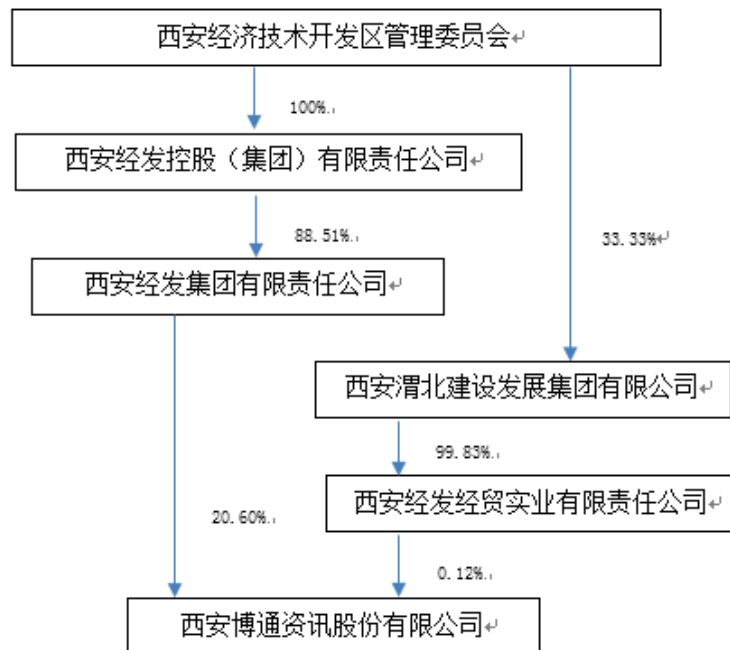 西安经济技术开发区管理委员会
100%
西安经发控股（集团）有限责任公司
88.51%
33.33%
西安经发集团有限责任公司
西安渭北建设发展集团有限公司
99.83%
西安经发经贸实业有限责任公司
20.60%
0.12%
西安博通资讯股份有限公司